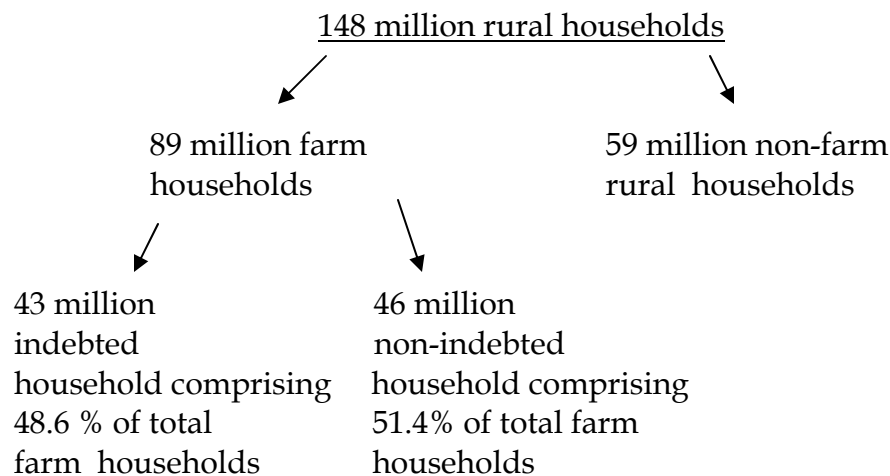 148 million rural households
89 million farm
households
59 million non-farm
rural households
43 million
indebted
household comprising
48.6 % of total
farm households
46 million
non-indebted
household comprising
51.4% of total farm
households